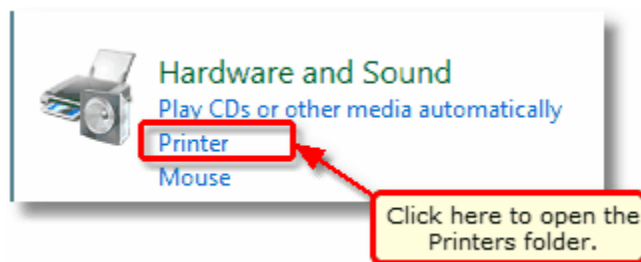 Hardware and Sound
Play CDs or other media automatically
Printer
Mouse
Click here to open the
Printers folder.